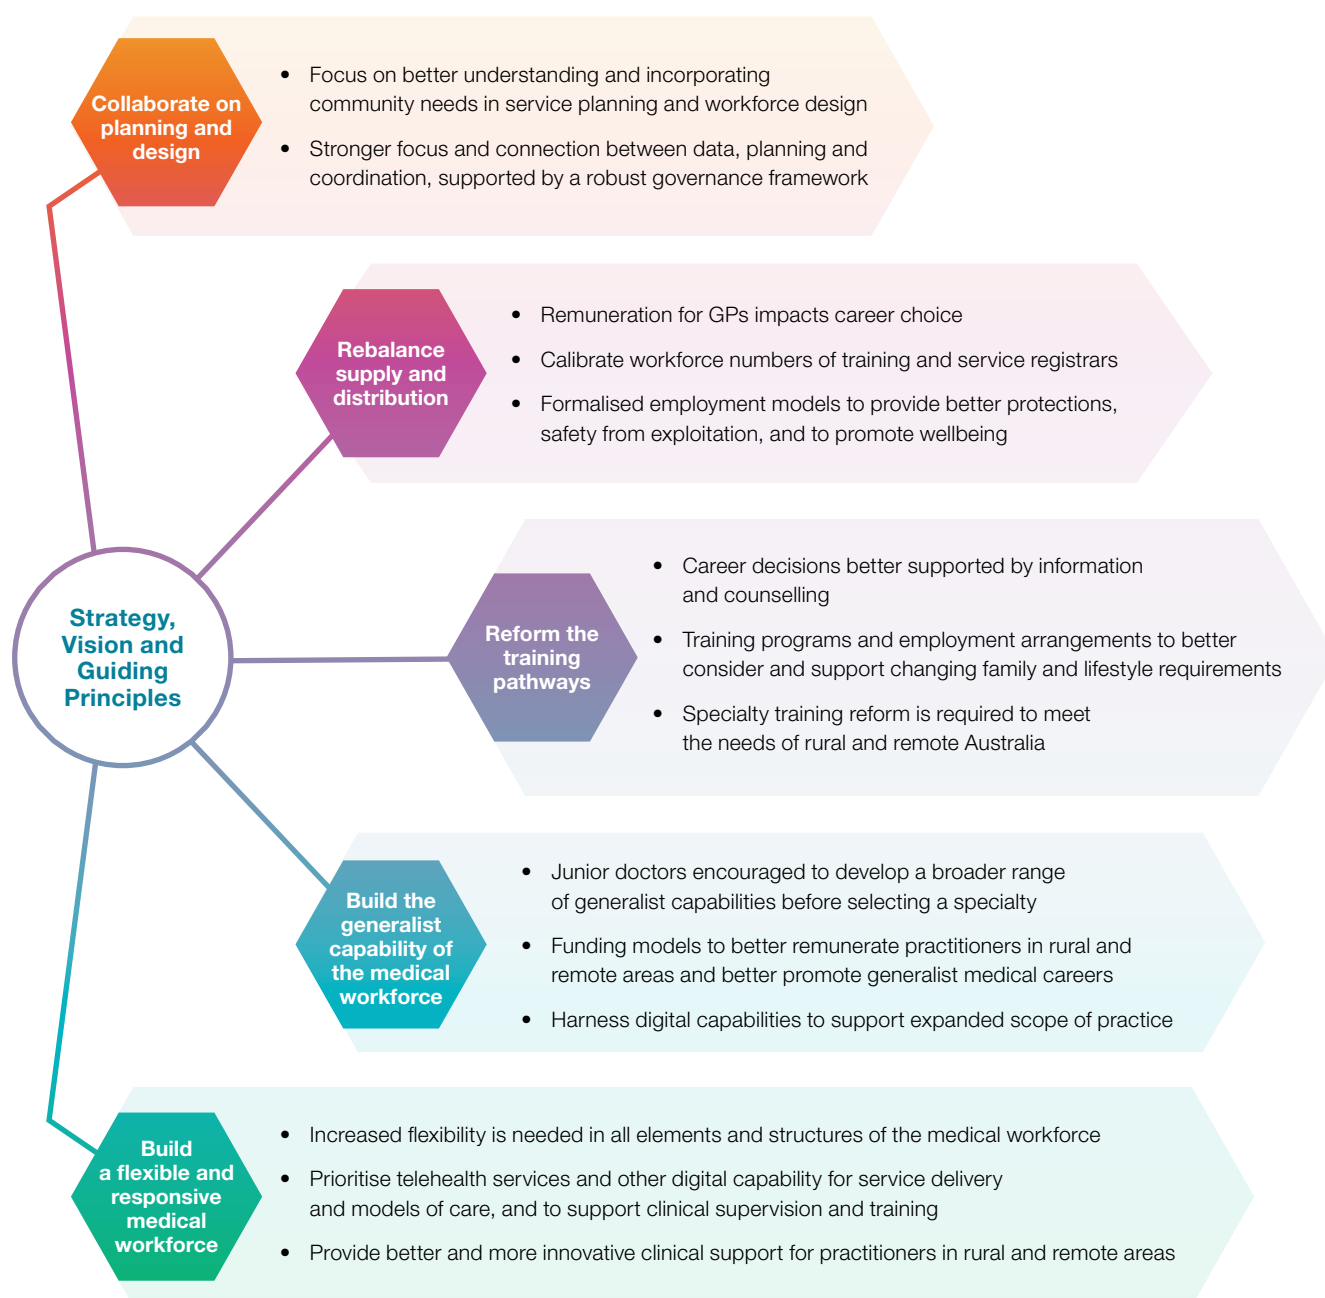 Collaborate on
planning and
design
• Focus on better understanding and incorporating
community needs in service planning and workforce design
• Stronger focus and connection between data, planning and
coordination, supported by a robust governance framework
Rebalance
supply and
distribution
• Remuneration for GPs impacts career choice
• Calibrate workforce numbers of training and service registrars
• Formalised employment models to provide better protections,
safety from exploitation, and to promote wellbeing
Strategy,
Vision and
Guiding
Principles
Reform the
training
pathways
• Career decisions better supported by information
and counselling
• Training programs and employment arrangements to better
consider and support changing family and lifestyle requirements
• Specialty training reform is required to meet
the needs of rural and remote Australia
Build the
generalist
capability of
the medical
workforce
• Junior doctors encouraged to develop a broader range
of generalist capabilities before selecting a specialty
• Funding models to better remunerate practitioners in rural and
remote areas and better promote generalist medical careers
• Harness digital capabilities to support expanded scope of practice
Build
a flexible and
responsive
medical
workforce
• Increased flexibility is needed in all elements and structures of the medical workforce
• Prioritise telehealth services and other digital capability for service delivery
and models of care, and to support clinical supervision and training
• Provide better and more innovative clinical support for practitioners in rural and remote areas